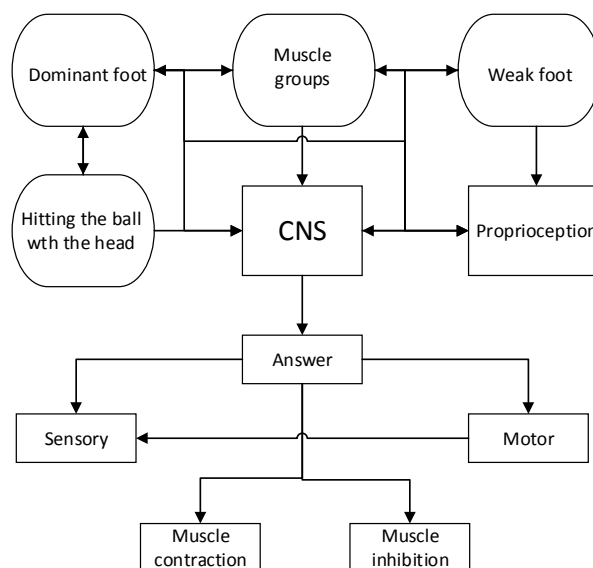 Dominant foot
Muscle
groups
Weak foot
Hitting the ball
wth the head
CNS
Proprioception
Answer
Sensory
Motor
Muscle
contraction
Muscle
inhibition